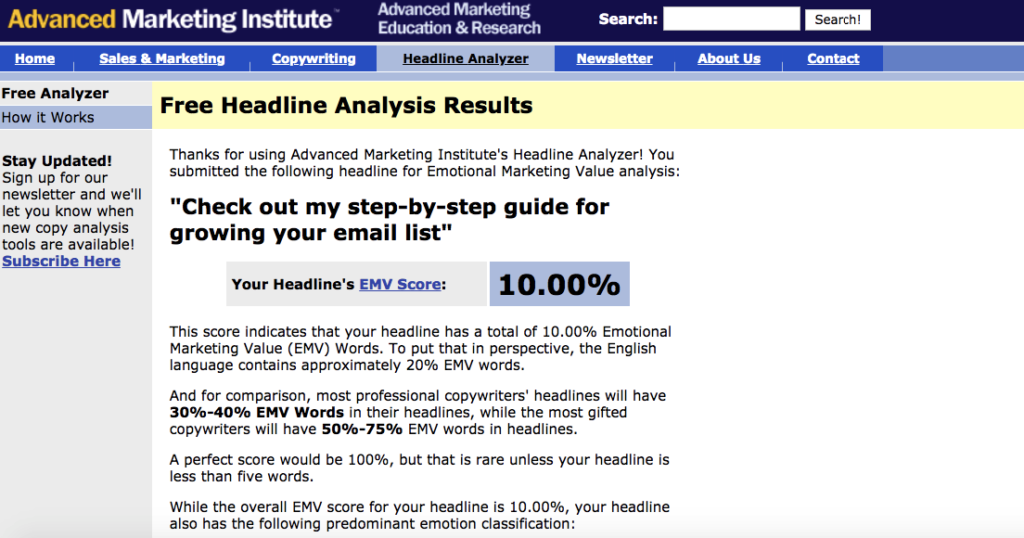 Advanced Marketing Institute™
Advanced Marketing
Education & Research
Search:
Search!
Home
Sales & Marketing
Copywriting
Headline Analyzer
Newsletter
About Us
Contact
Free Analyzer
How it Works
Stay Updated!
Sign up for our
newsletter and we'll
let you know when
new copy analysis
tools are available!
Subscribe Here
Free Headline Analysis Results
Thanks for using Advanced Marketing Institute's Headline Analyzer! You
submitted the following headline for Emotional Marketing Value analysis:
"Check out my step-by-step guide for
growing your email list"
Your Headline's EMV Score:
10.00%
This score indicates that your headline has a total of 10.00% Emotional
Marketing Value (EMV) Words. To put that in perspective, the English
language contains approximately 20% EMV words.
And for comparison, most professional copywriters' headlines will have
30%-40% EMV Words in their headlines, while the most gifted
copywriters will have 50%-75% EMV words in headlines.
A perfect score would be 100%, but that is rare unless your headline is
less than five words.
While the overall EMV score for your headline is 10.00%, your headline
also has the following predominant emotion classification: